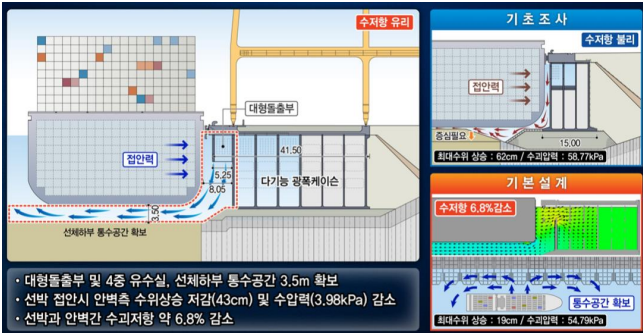 수저항 유리
대형돌출부
접안력
41.50
5.25
8.05
다기능 광폭케이슨
3.50
선체하부 통수공간 확보
• 대형돌출부 및 4중 유수실, 선체하부 통수공간 3.5m 확보
• 선박 접안시 안벽측 수위상승 저감(43cm) 및 수압력(3.98kPa) 감소
• 선박과 안벽간 수괴저항 약 6.8% 감소
기초조사
수저항 불리
접안력
증심필요
15.00
최대수위 상승 : 62cm / 수괴압력 : 58,77kPa
기본설계
수저항 6.8%감소
통수공간 확보
최대수위 상승 : 19cm / 수괴압력 : 54,79kPa